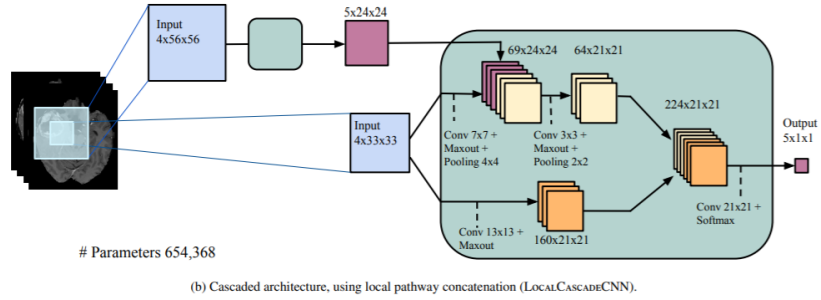 Input
4x56x56
5x24x24
69x24x24
64x21x21
224x21x21
Output
5x1x1
Input
4x33x33
Conv 7x7 +
Maxout +
Pooling 4x4
Conv 3x3 +
Maxout +
Pooling 2x2
Conv 21x21 +
Softmax
Conv 13x13 +
Maxout
160x21x21
# Parameters 654,368
(b) Cascaded architecture, using local pathway concatenation (LOCALCASCADECNN).